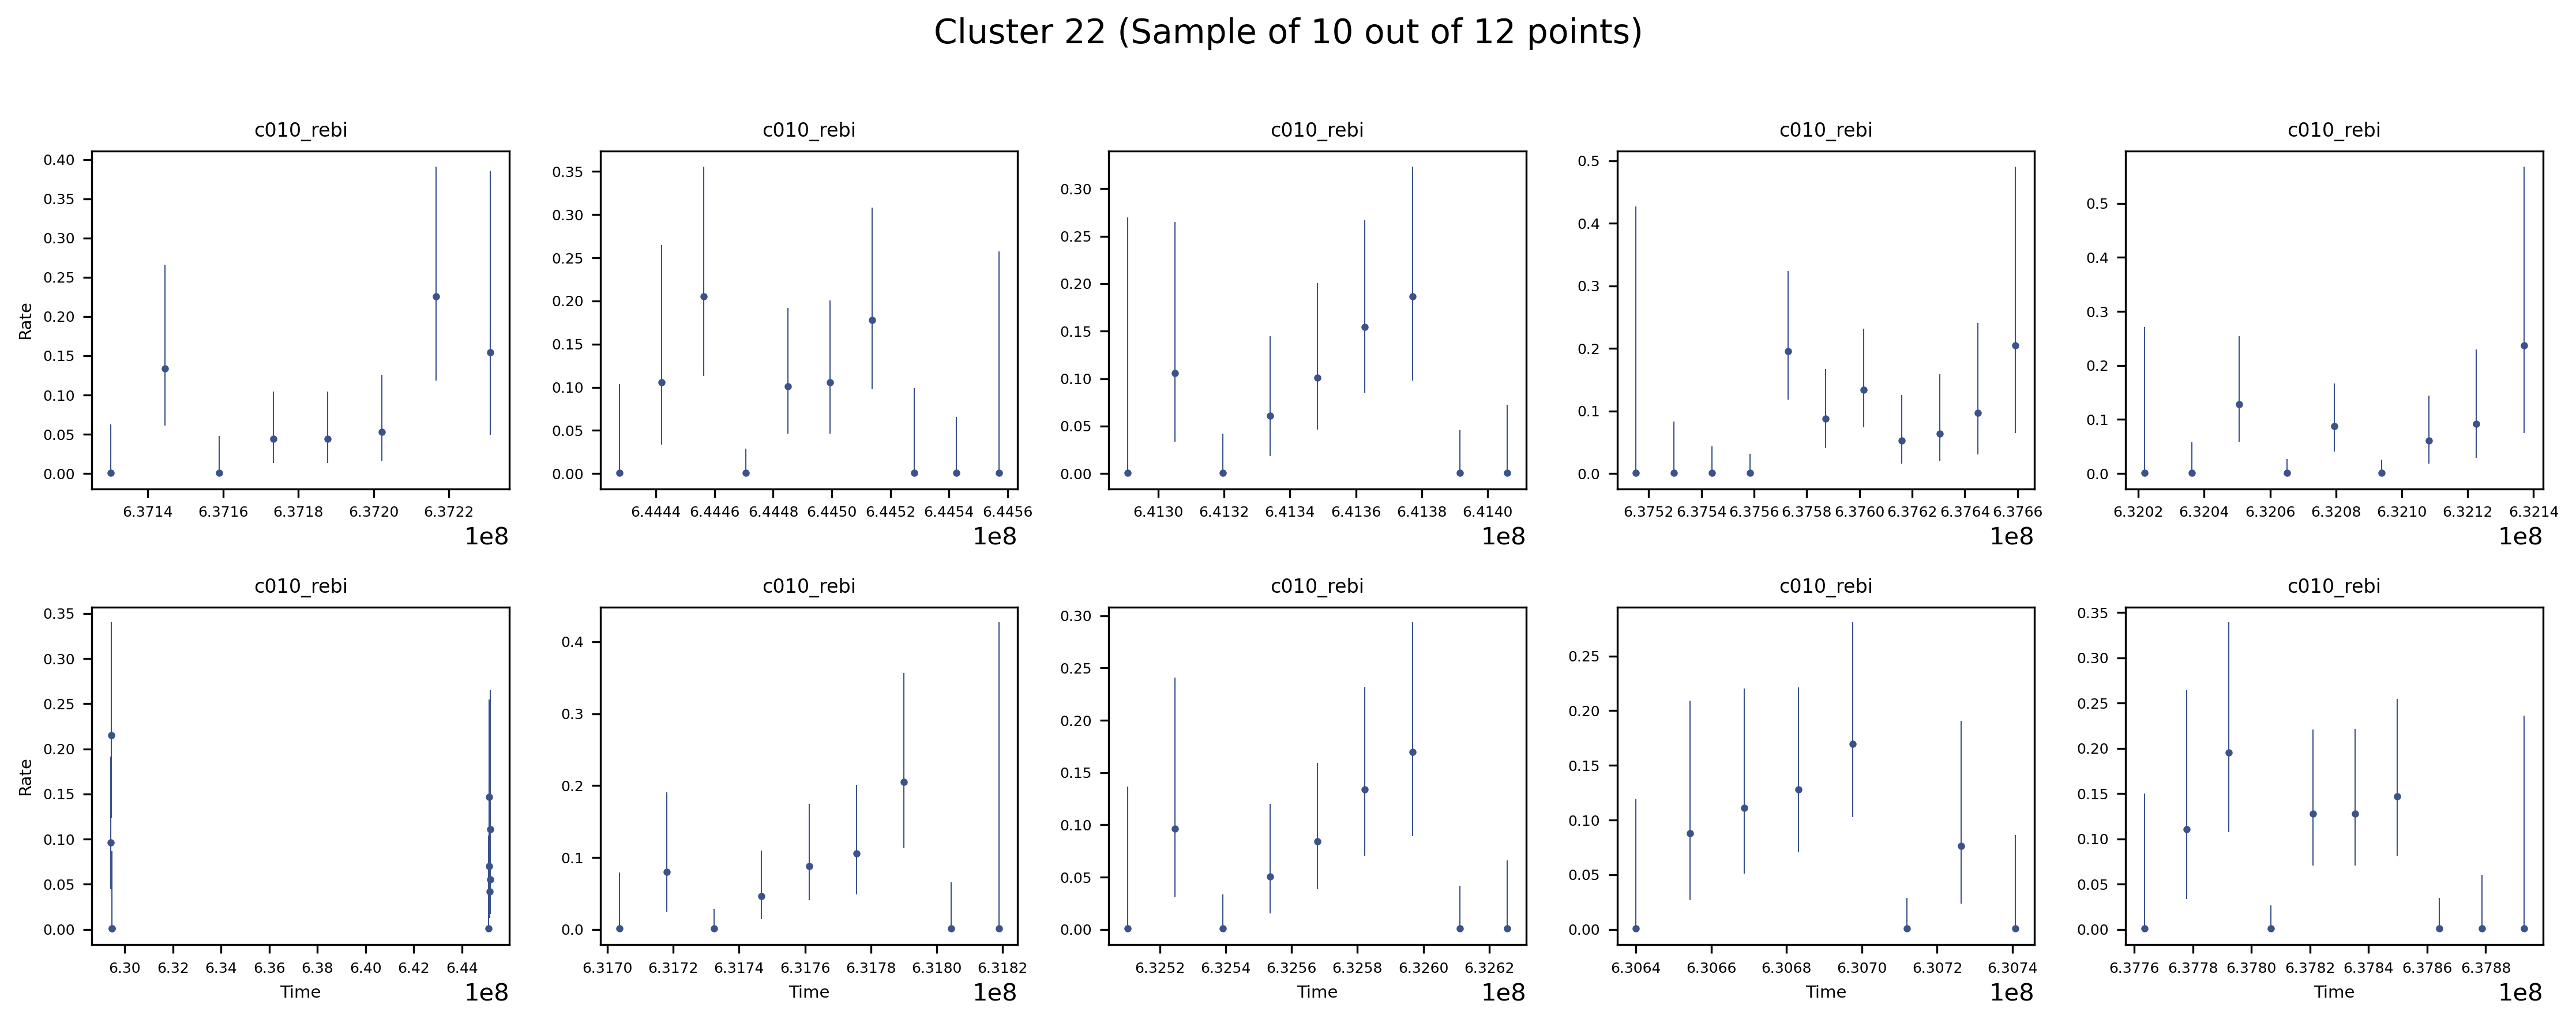 Cluster 22 (Sample of 10 out of 12 points)
c010_rebi c010_rebi c010_rebi c010_rebi c010_rebi
Rate
0.40
0.35
0.30
0.25
0.20
0.15
0.10
0.05
0.00
6.3714 6.3716 6.3718 6.3720 6.3722
1e8
0.35
0.30
0.25
0.20
0.15
0.10
0.05
0.00
6.4444 6.4446 6.4448 6.4450 6.4452 6.4454 6.4456
1e8
0.30
0.25
0.20
0.15
0.10
0.05
0.00
6.4130 6.4132 6.4134 6.4136 6.4138 6.4140
1e8
0.5
0.4
0.3
0.2
0.1
0.0
6.3752 6.3754 6.3756 6.3758 6.3760 6.3762 6.3764 6.3766
1e8
0.5
0.4
0.3
0.2
0.1
0.0
6.3202 6.3204 6.3206 6.3208 6.3210 6.3212 6.3214
1e8
c010_rebi c010_rebi c010_rebi c010_rebi c010_rebi
Rate
0.35
0.30
0.25
0.20
0.15
0.10
0.05
0.00
6.30 6.32 6.34 6.36 6.38 6.40 6.42 6.44
Time
1e8
0.4
0.3
0.2
0.1
0.0
6.3170 6.3172 6.3174 6.3176 6.3178 6.3180 6.3182
Time
1e8
0.30
0.25
0.20
0.15
0.10
0.05
0.00
6.3252 6.3254 6.3256 6.3258 6.3260 6.3262
Time
1e8
0.25
0.20
0.15
0.10
0.05
0.00
6.3064 6.3066 6.3068 6.3070 6.3072 6.3074
Time
1e8
0.35
0.30
0.25
0.20
0.15
0.10
0.05
0.00
6.3776 6.3778 6.3780 6.3782 6.3784 6.3786 6.3788
Time
1e8